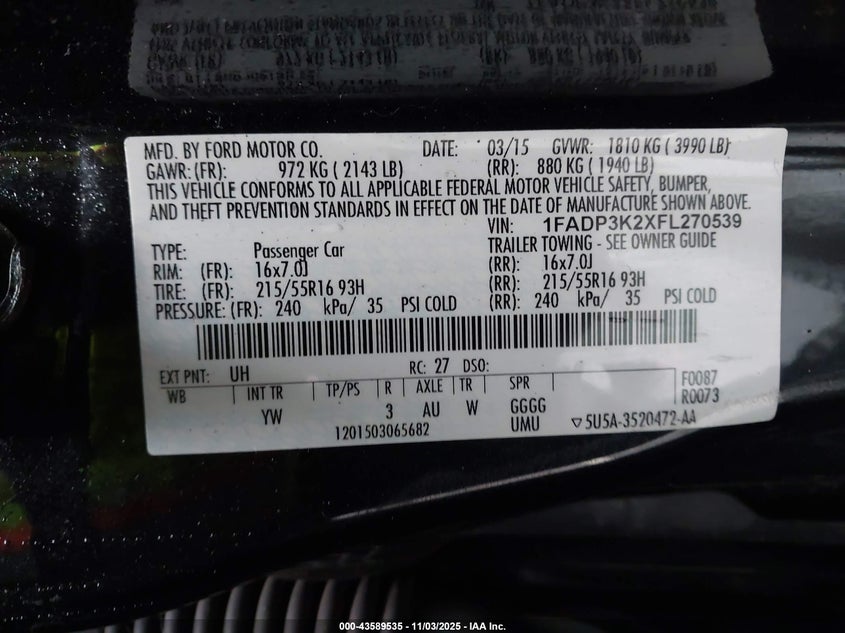 MFD. BY FORD MOTOR CO. DATE: 03/15 GVWR: 1810 KG ( 3990 LB)
GAWR: (FR): 972 KG ( 2143 LB) (RR): 880 KG ( 1940 LB)
THIS VEHICLE CONFORMS TO ALL APPLICABLE FEDERAL MOTOR VEHICLE SAFETY, BUMPER,
AND THEFT PREVENTION STANDARDS IN EFFECT ON THE DATE OF MANUFACTURE SHOWN ABOVE.
VIN: 1FADP3K2XFL270539
TYPE: Passenger Car TRAILER TOWING - SEE OWNER GUIDE
RIM: (FR): 16x7.0J (RR): 16x7.0J
TIRE: (FR): 215/55R16 93H (RR): 215/55R16 93H
PRESSURE: (FR): 240 kPa/ 35 PSI COLD (RR): 240 kPa/ 35 PSI COLD
EXT PNT: UH RC: 27 DSO: F0087
WB INT TR TP/PS R AXLE TR SPR R0073
YW 3 AU W GGGG
1201503065682 UMU ▽5U5A-3520472-AA
000-43589535 - 11/03/2025 - IAA Inc.